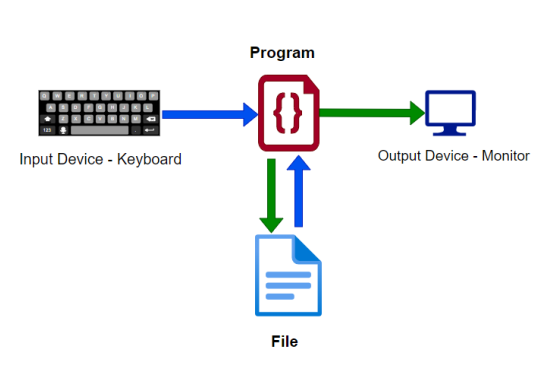 Program
{ }
Input Device - Keyboard
Output Device - Monitor
File